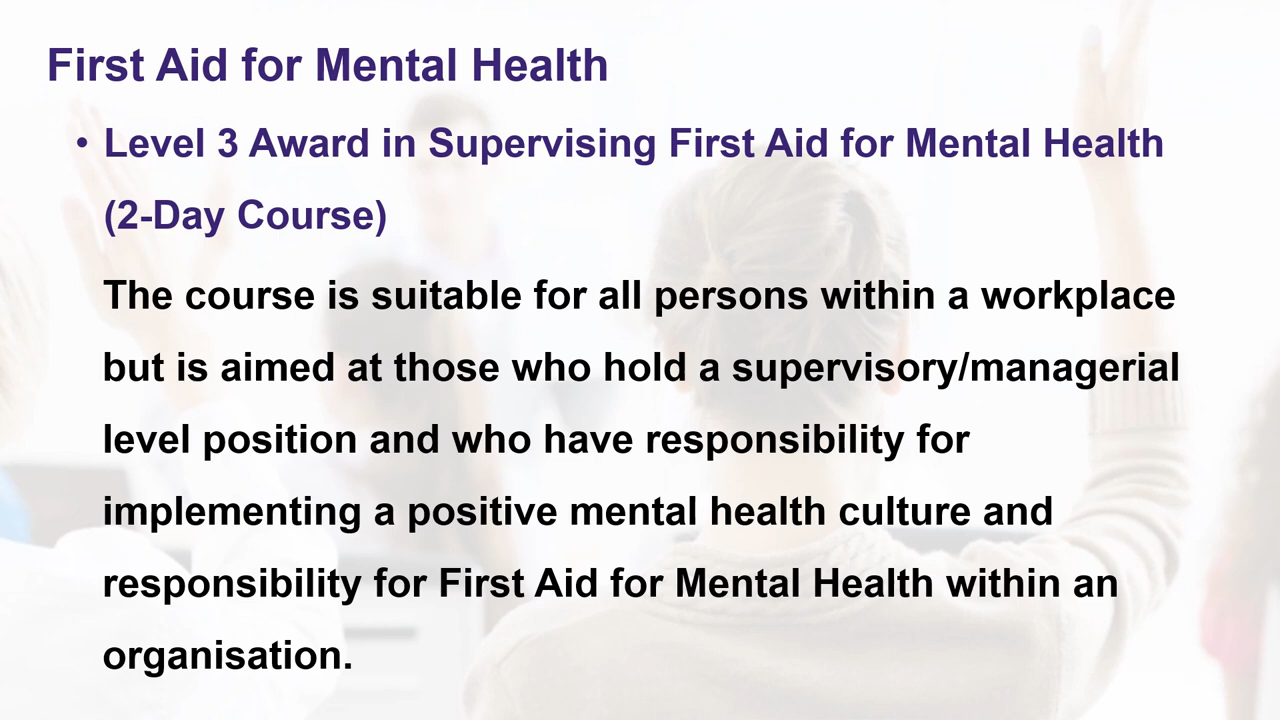 First Aid for Mental Health
• Level 3 Award in Supervising First Aid for Mental Health
(2-Day Course)
The course is suitable for all persons within a workplace
but is aimed at those who hold a supervisory/managerial
level position and who have responsibility for
implementing a positive mental health culture and
responsibility for First Aid for Mental Health within an
organisation.